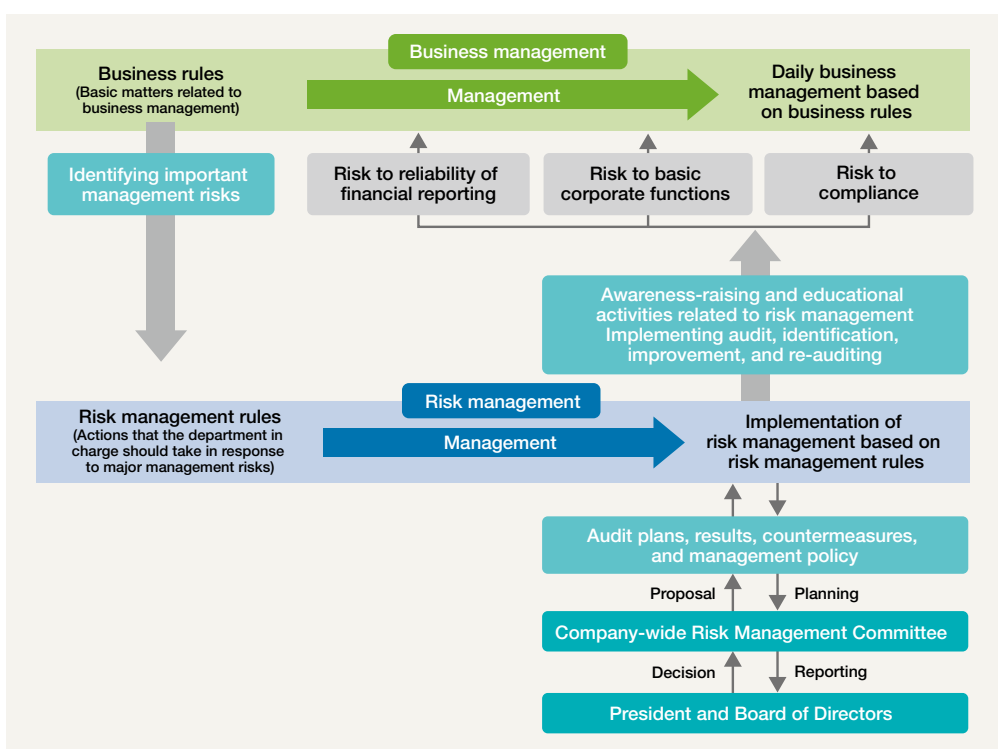 Business management
Business rules
(Basic matters related to
business management)
Management
Daily business
management based
on business rules
Identifying important
management risks
Risk to reliability of
financial reporting
Risk to basic
corporate functions
Risk to
compliance
Awareness-raising and educational
activities related to risk management
Implementing audit, identification,
improvement, and re-auditing
Risk management
Risk management rules
(Actions that the department in
charge should take in response
to major management risks)
Management
Implementation of
risk management based on
risk management rules
Audit plans, results, countermeasures,
and management policy
Proposal
Planning
Company-wide Risk Management Committee
Decision
Reporting
President and Board of Directors